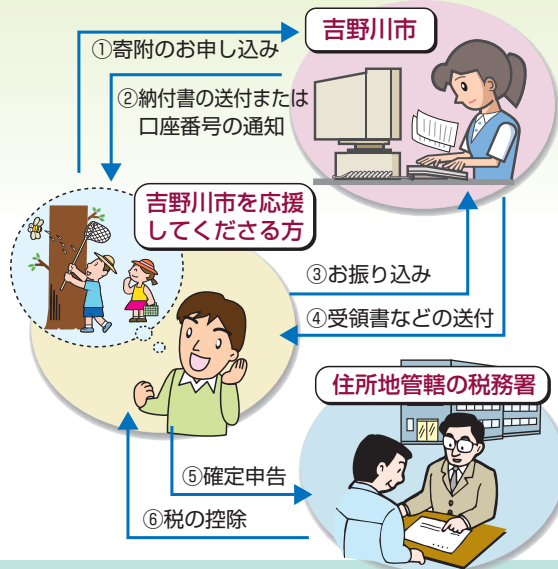 吉野川市
①寄附のお申し込み
②納付書の送付または
口座番号の通知
吉野川市を応援
してくださる方
③お振り込み
④受領書などの送付
住所地管轄の税務署
⑤確定申告
⑥税の控除